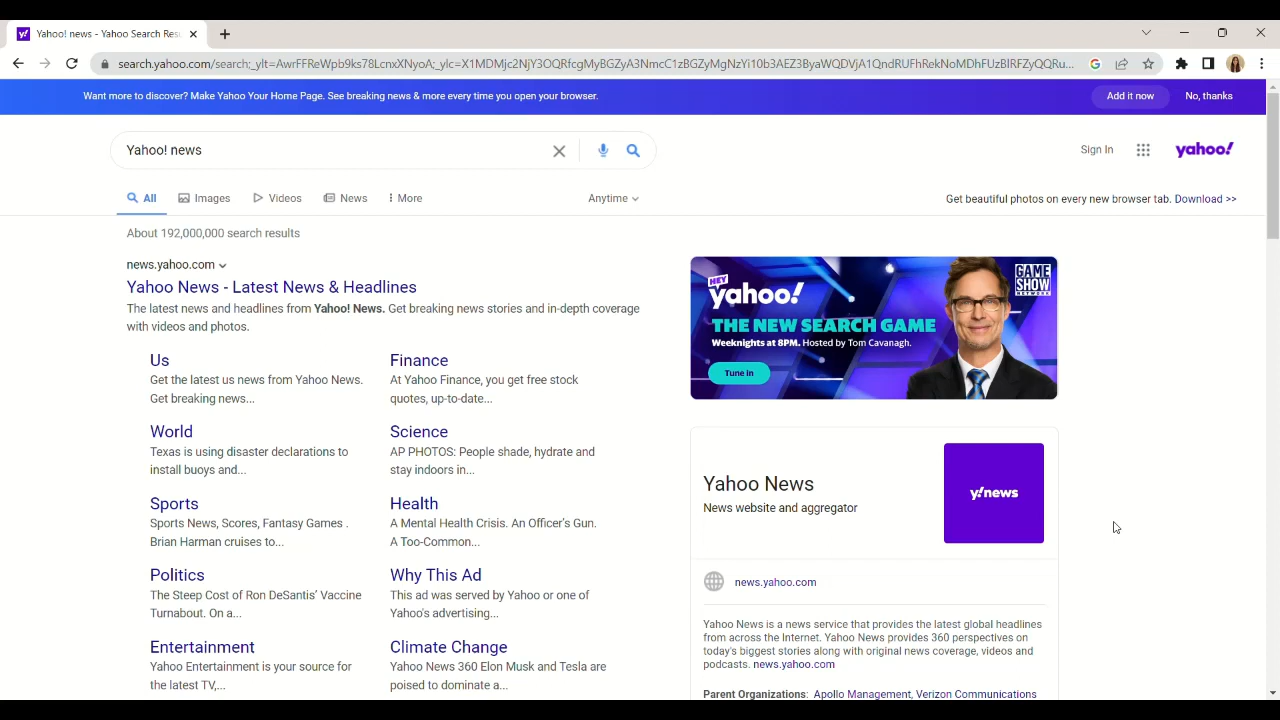 Yahoo! news - Yahoo Search Resu
search.yahoo.com/search;_ylt=AwrFFReWpb9ks78LcnxXNyoA;_ylc=X1MDMjc2NjY3OQRfcgMyBGZyA3NmcC1zBGZyMgNzYi10b3AEZ3ByaWQDVjA1QndRUFhRekNoMDhFUzBIRFZyQQRu...
Want more to discover? Make Yahoo Your Home Page. See breaking news & more every time you open your browser.
Add it now
No, thanks
Yahoo! news
Sign In
yahoo!
All
Images
Videos
News
More
Anytime
Get beautiful photos on every new browser tab. Download >>
About 192,000,000 search results
news.yahoo.com
Yahoo News - Latest News & Headlines
The latest news and headlines from Yahoo! News. Get breaking news stories and in-depth coverage
with videos and photos.
Us
Get the latest us news from Yahoo News.
Get breaking news...
Finance
At Yahoo Finance, you get free stock
quotes, up-to-date...
World
Texas is using disaster declarations to
install buoys and...
Science
AP PHOTOS: People shade, hydrate and
stay indoors in...
Sports
Sports News, Scores, Fantasy Games .
Brian Harman cruises to...
Health
A Mental Health Crisis. An Officer's Gun.
A Too-Common...
Politics
The Steep Cost of Ron DeSantis' Vaccine
Turnabout. On a...
Why This Ad
This ad was served by Yahoo or one of
Yahoo's advertising...
Entertainment
Yahoo Entertainment is your source for
the latest TV,...
Climate Change
Yahoo News 360 Elon Musk and Tesla are
poised to dominate a...
HEY
yahoo!
THE NEW SEARCH GAME
Weeknights at 8PM. Hosted by Tom Cavanagh.
Tune in
GAME
SHOW
NETWORK
Yahoo News
News website and aggregator
y!news
news.yahoo.com
Yahoo News is a news service that provides the latest global headlines
from across the Internet. Yahoo News provides 360 perspectives on
today's biggest stories along with original news coverage, videos and
podcasts. news.yahoo.com
Parent Organizations: Apollo Management, Verizon Communications